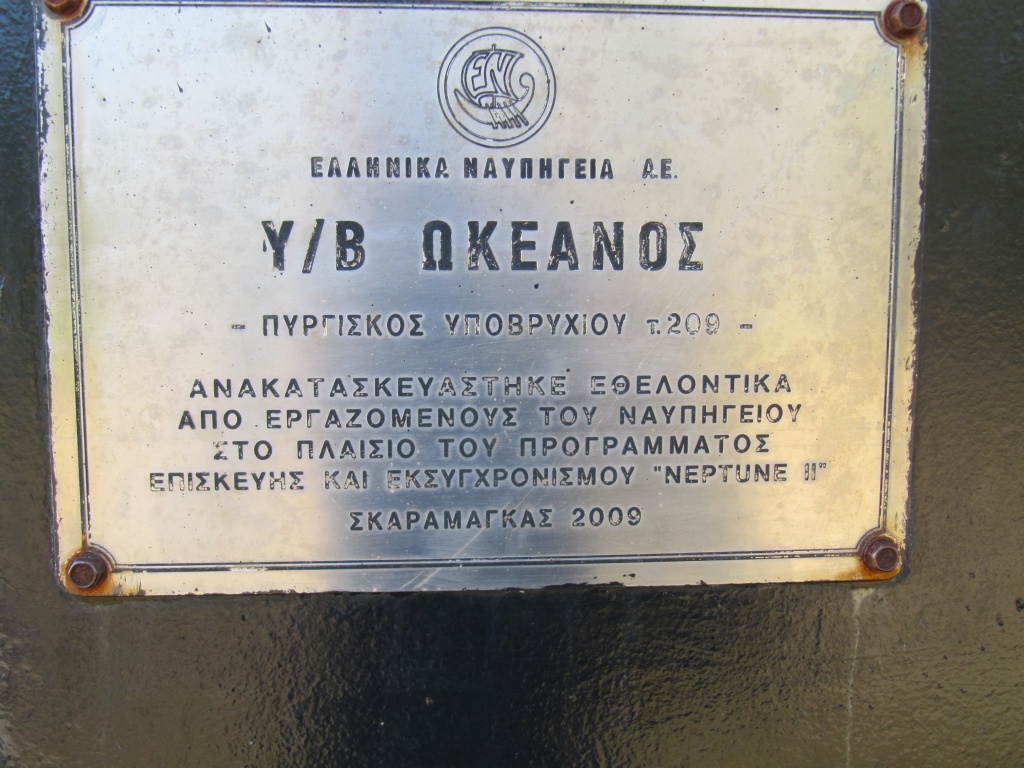 ΕΝ
ΕΛΛΗΝΙΚΑ ΝΑΥΠΗΓΕΙΑ Α.Ε.
Υ/Β ΩΚΕΑΝΟΣ
- ΠΥΡΓΙΣΚΟΣ ΥΠΟΒΡΥΧΙΟΥ τ.209 -
ΑΝΑΚΑΤΑΣΚΕΥΑΣΤΗΚΕ ΕΘΕΛΟΝΤΙΚΑ
ΑΠΟ ΕΡΓΑΖΟΜΕΝΟΥΣ ΤΟΥ ΝΑΥΠΗΓΕΙΟΥ
ΣΤΟ ΠΛΑΙΣΙΟ ΤΟΥ ΠΡΟΓΡΑΜΜΑΤΟΣ
ΕΠΙΣΚΕΥΗΣ ΚΑΙ ΕΚΣΥΓΧΡΟΝΙΣΜΟΥ "NEPTUNE II"
ΣΚΑΡΑΜΑΓΚΑΣ 2009